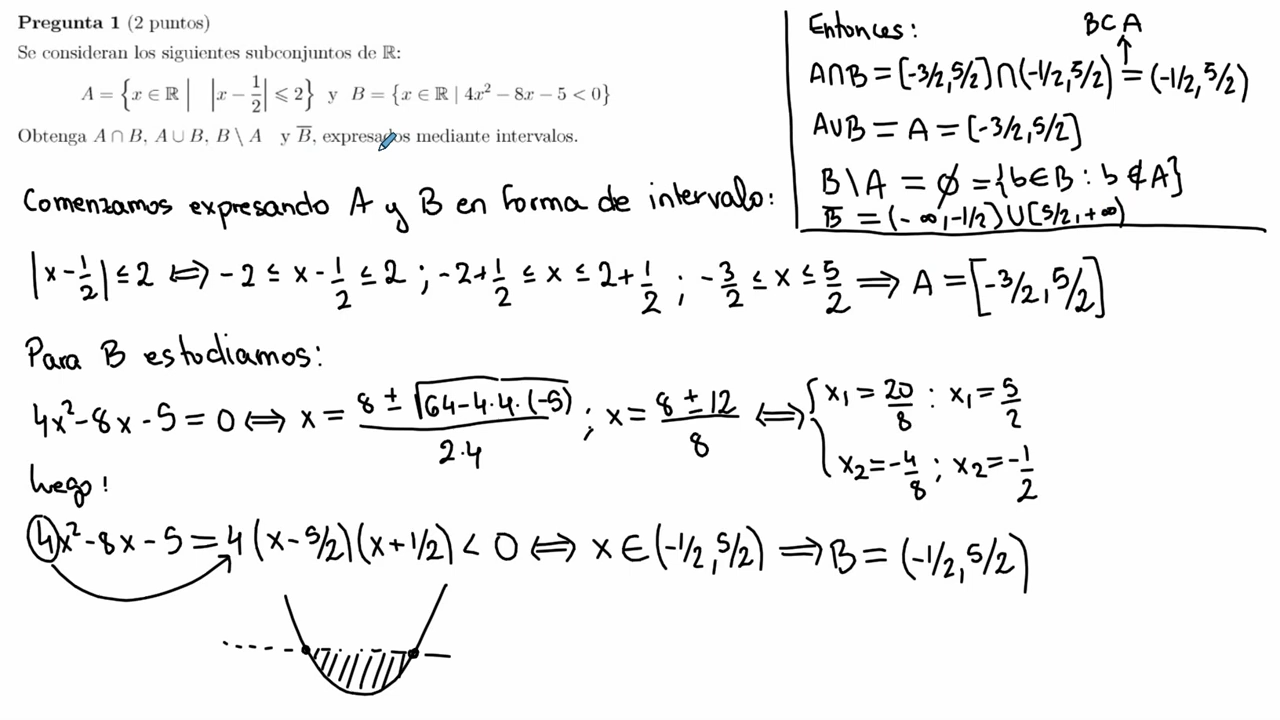 Pregunta 1 (2 puntos)
Se consideran los siguientes subconjuntos de ℝ:
A = {x ∈ ℝ | |x − 1/2| ⩽ 2} y B = {x ∈ ℝ | 4x² − 8x − 5 < 0}
Obtenga A ∩ B, A ∪ B, B \ A y B̅, expresados mediante intervalos.
Entonces: B⊂A
A∩B = [-3/2, 5/2] ∩ (-1/2, 5/2) = (-1/2, 5/2)
A∪B = A = [-3/2, 5/2]
B\A = ∅ = {b∈B : b∉A}
B̅ = (-∞, -1/2] ∪ [5/2, +∞)
Comenzamos expresando A y B en forma de intervalo:
|x - 1/2| ≤ 2 ⟺ -2 ≤ x - 1/2 ≤ 2 ; -2 + 1/2 ≤ x ≤ 2 + 1/2 ; -3/2 ≤ x ≤ 5/2 ⟹ A = [-3/2, 5/2]
Para B estudiamos:
4x² - 8x - 5 = 0 ⟺ x = (8 ± √(64 - 4·4·(-5)))/(2·4) ; x = (8 ± 12)/8 ⟺ { x₁ = 20/8 : x₁ = 5/2
x₂ = -4/8 ; x₂ = -1/2
luego:
4x² - 8x - 5 = 4(x - 5/2)(x + 1/2) < 0 ⟺ x ∈ (-1/2, 5/2) ⟹ B = (-1/2, 5/2)